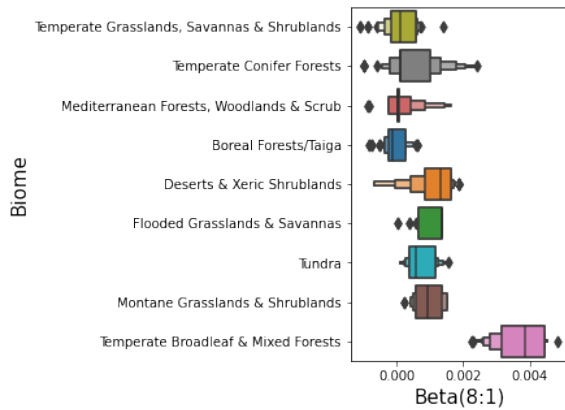 Temperate Grasslands, Savannas & Shrublands
Temperate Conifer Forests
Mediterranean Forests, Woodlands & Scrub
Boreal Forests/Taiga
Deserts & Xeric Shrublands
Flooded Grasslands & Savannas
Tundra
Montane Grasslands & Shrublands
Temperate Broadleaf & Mixed Forests
Biome
0.000 0.002 0.004
Beta(8:1)